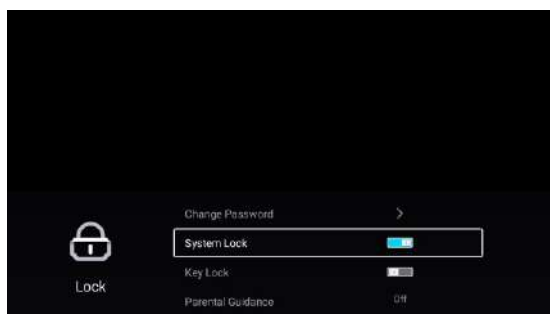 Change Password
System Lock
Key Lock
Lock
Parental Guidance
Off